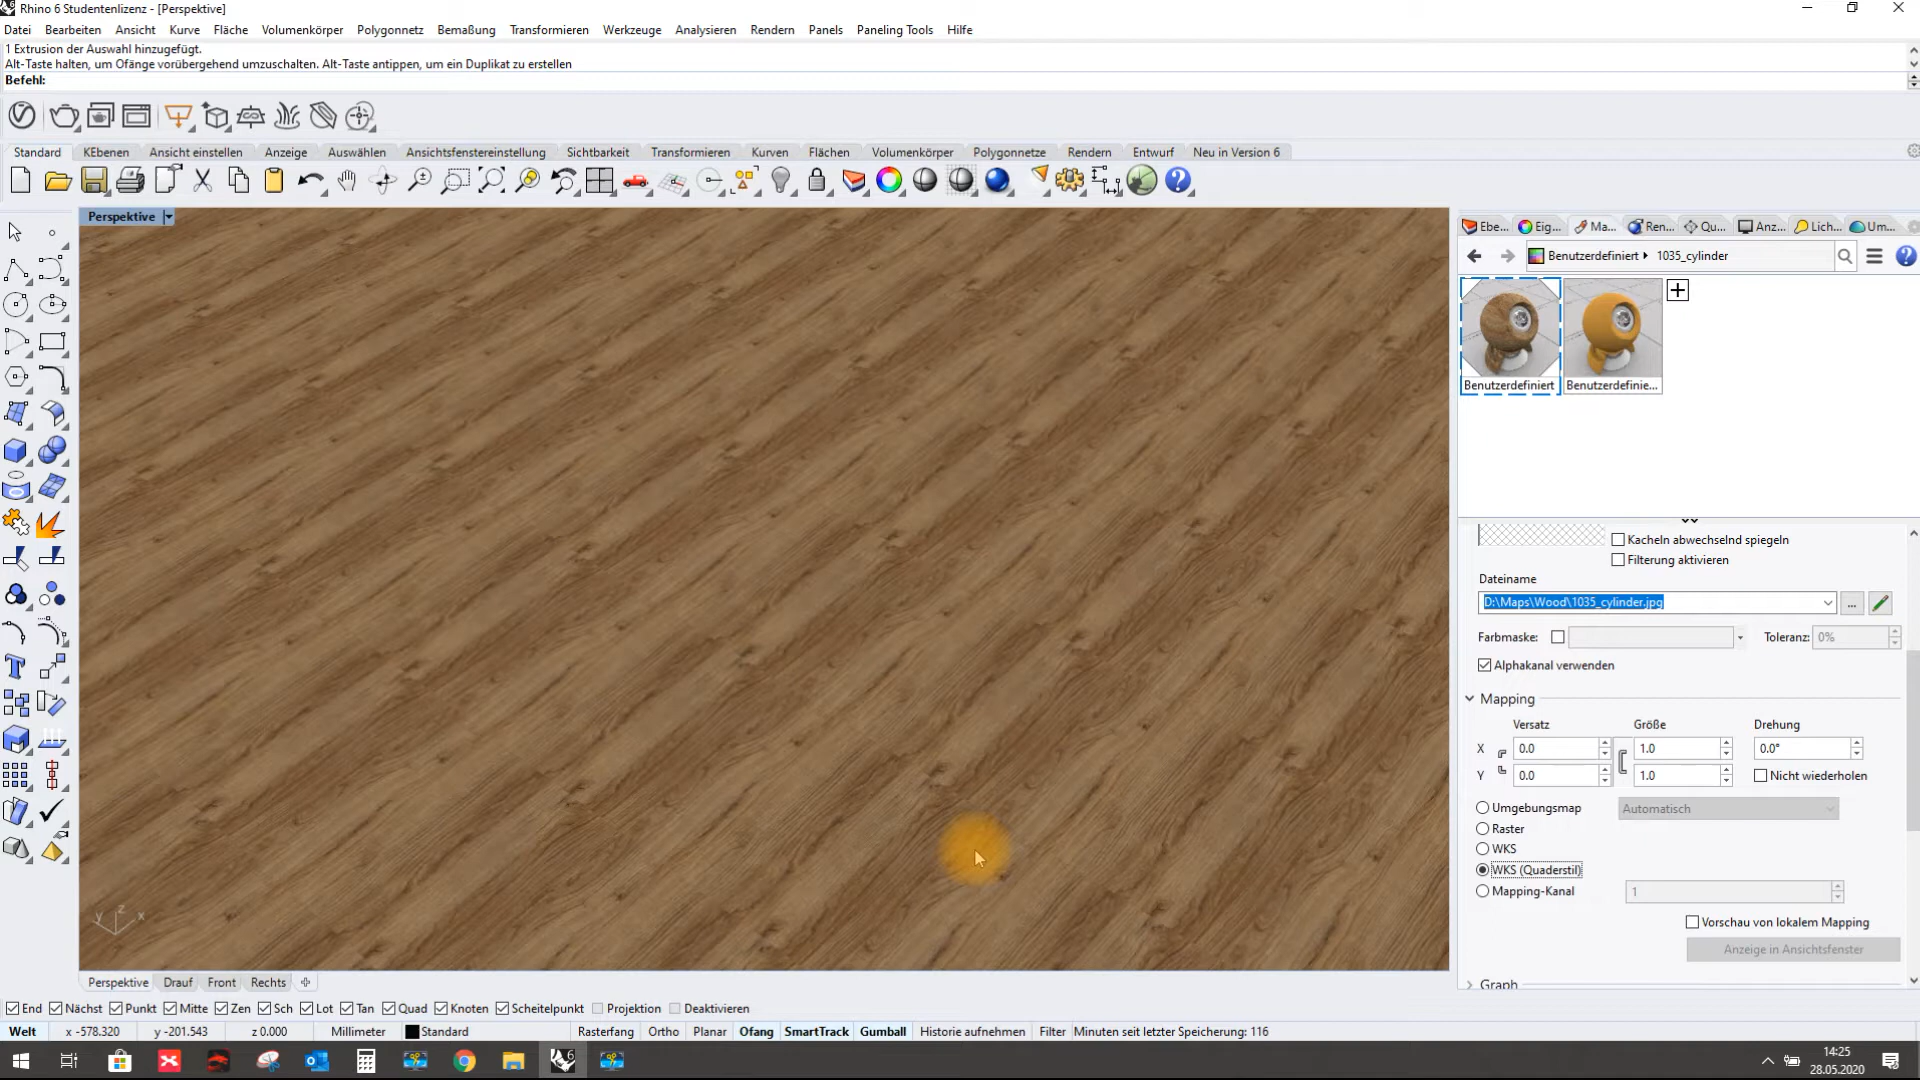 Rhino 6 Studentenlizenz - [Perspektive]
Datei Bearbeiten Ansicht Kurve Fläche Volumenkörper Polygonnetz Bemaßung Transformieren Werkzeuge Analysieren Rendern Panels Paneling Tools Hilfe
1 Extrusion der Auswahl hinzugefügt.
Alt-Taste halten, um Ofänge vorübergehend umzuschalten. Alt-Taste antippen, um ein Duplikat zu erstellen
Befehl:
Standard KEbenen Ansicht einstellen Anzeige Auswählen Ansichtsfenstereinstellung Sichtbarkeit Transformieren Kurven Flächen Volumenkörper Polygonnetze Rendern Entwurf Neu in Version 6
Perspektive
Ebe... Eig... Ma... Ren... Qu... Anz... Lich... Um...
Benutzerdefiniert 1035_cylinder
Benutzerdefiniert Benutzerdefinie...
Kacheln abwechselnd spiegeln
Filterung aktivieren
Dateiname
D:\Maps\Wood\1035_cylinder.jpg ...
Farbmaske: Toleranz: 0%
Alphakanal verwenden
Mapping
Versatz Größe Drehung
X 0.0 1.0 0.0°
Y 0.0 1.0 Nicht wiederholen
Umgebungsmap Automatisch
Raster
WKS
WKS (Quaderstil)
Mapping-Kanal 1
Vorschau von lokalem Mapping
Anzeige in Ansichtsfenster
Graph
z
y x
Perspektive Drauf Front Rechts
End Nächst Punkt Mitte Zen Sch Lot Tan Quad Knoten Scheitelpunkt Projektion Deaktivieren
Welt x -578.320 y -201.543 z 0.000 Millimeter Standard Rasterfang Ortho Planar Ofang SmartTrack Gumball Historie aufnehmen Filter Minuten seit letzter Speicherung: 116
14:25
28.05.2020